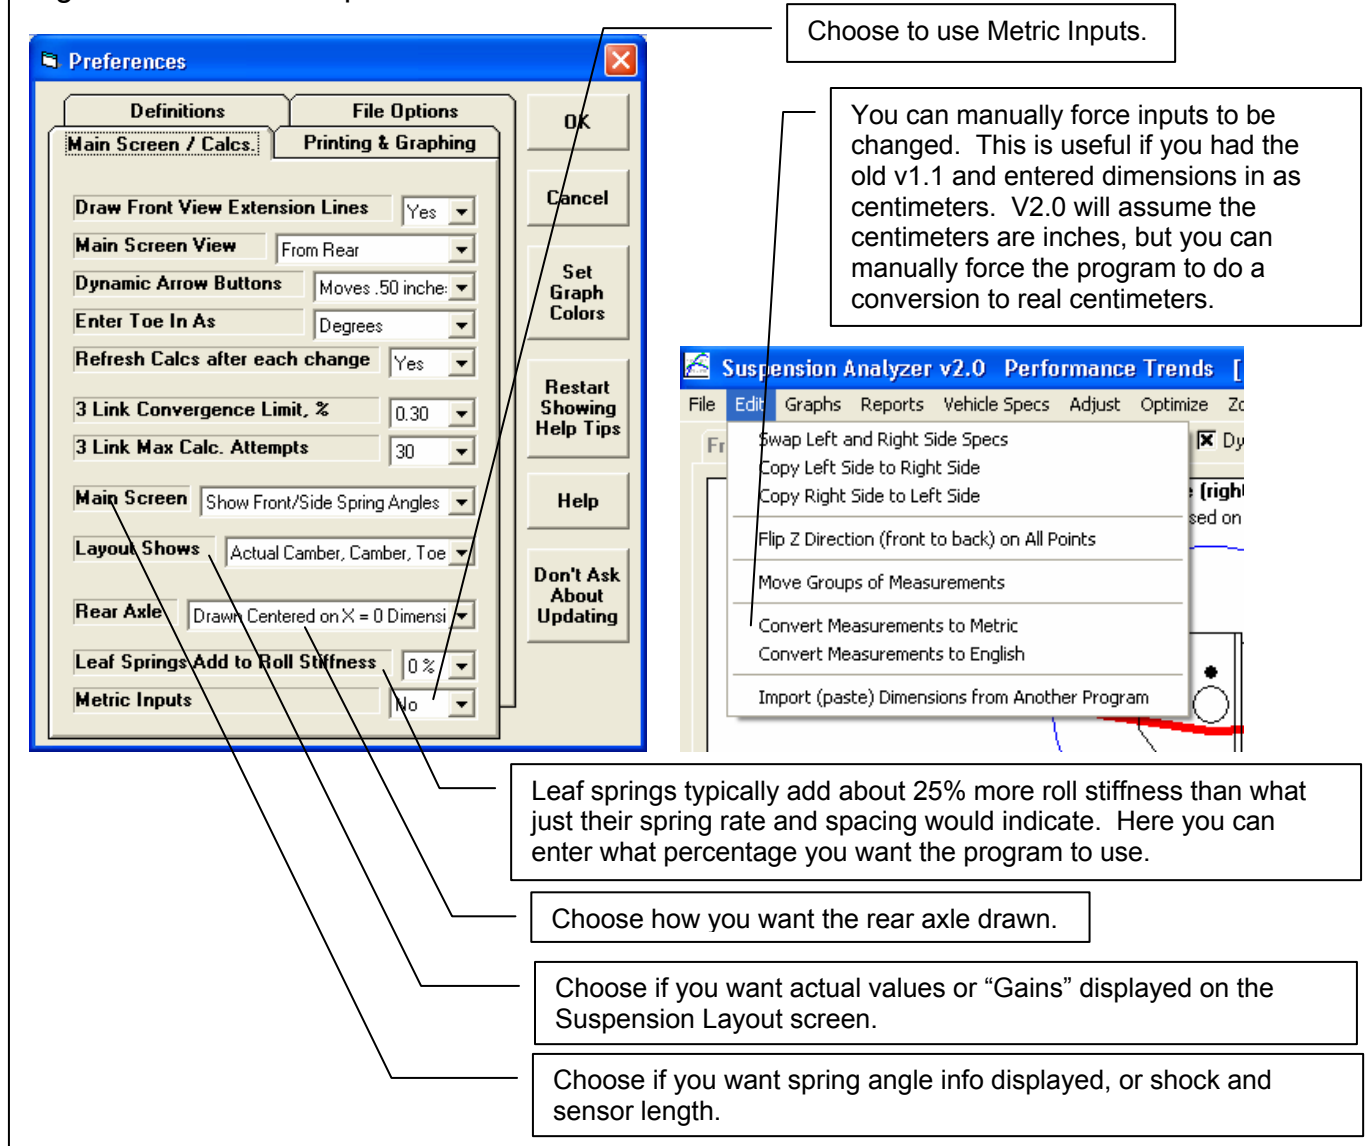 Choose to use Metric Inputs.
Preferences
Definitions
File Options
Main Screen / Calcs.
Printing & Graphing
OK
Cancel
Set
Graph
Colors
Restart
Showing
Help Tips
Help
Don't Ask
About
Updating
Draw Front View Extension Lines Yes
Main Screen View From Rear
Dynamic Arrow Buttons Moves .50 inche
Enter Toe In As Degrees
Refresh Calcs after each change Yes
3 Link Convergence Limit, % 0.30
3 Link Max Calc. Attempts 30
Main Screen Show Front/Side Spring Angles
Layout Shows Actual Camber, Camber, Toe
Rear Axle Drawn Centered on X = 0 Dimensi
Leaf Springs Add to Roll Stiffness 0 %
Metric Inputs No
You can manually force inputs to be
changed. This is useful if you had the
old v1.1 and entered dimensions in as
centimeters. V2.0 will assume the
centimeters are inches, but you can
manually force the program to do a
conversion to real centimeters.
Suspension Analyzer v2.0 Performance Trends [
File Edit Graphs Reports Vehicle Specs Adjust Optimize Zo
Fr
Dy
Swap Left and Right Side Specs
Copy Left Side to Right Side
Copy Right Side to Left Side
Flip Z Direction (front to back) on All Points
Move Groups of Measurements
Convert Measurements to Metric
Convert Measurements to English
Import (paste) Dimensions from Another Program
(right
sed on
Leaf springs typically add about 25% more roll stiffness than what
just their spring rate and spacing would indicate. Here you can
enter what percentage you want the program to use.
Choose how you want the rear axle drawn.
Choose if you want actual values or “Gains” displayed on the
Suspension Layout screen.
Choose if you want spring angle info displayed, or shock and
sensor length.